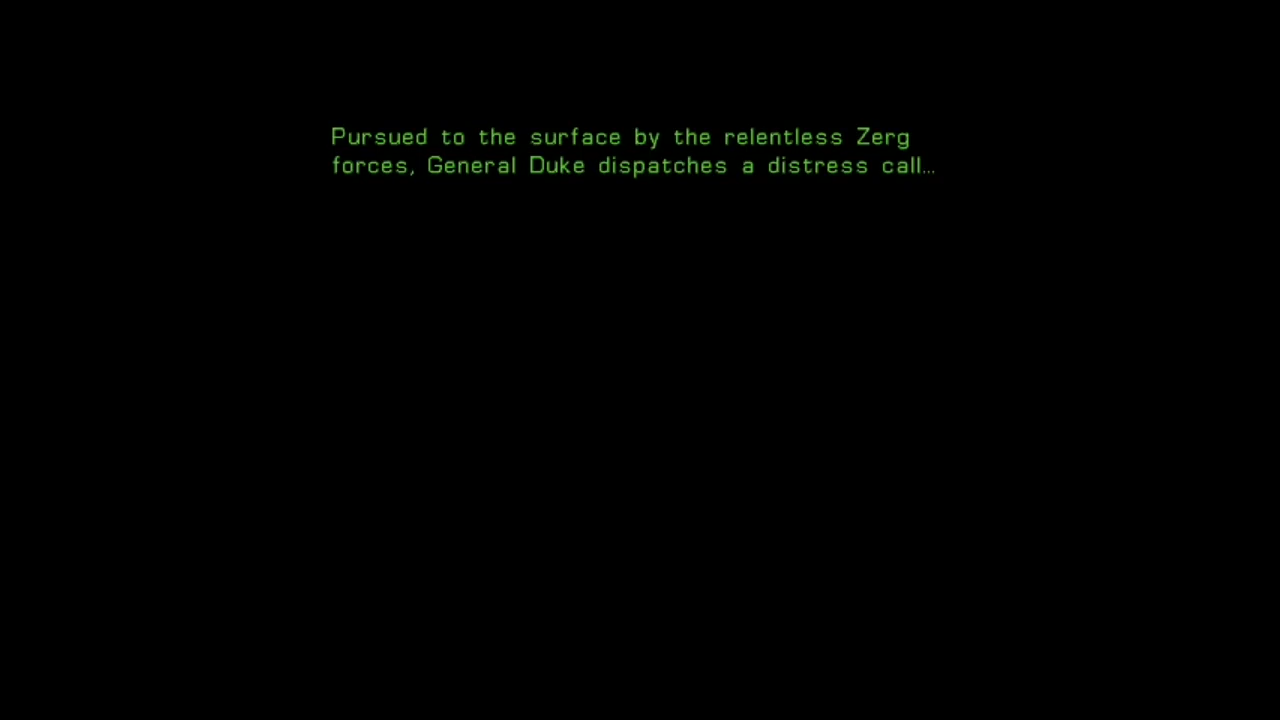 Pursued to the surface by the relentless Zerg
forces, General Duke dispatches a distress call…